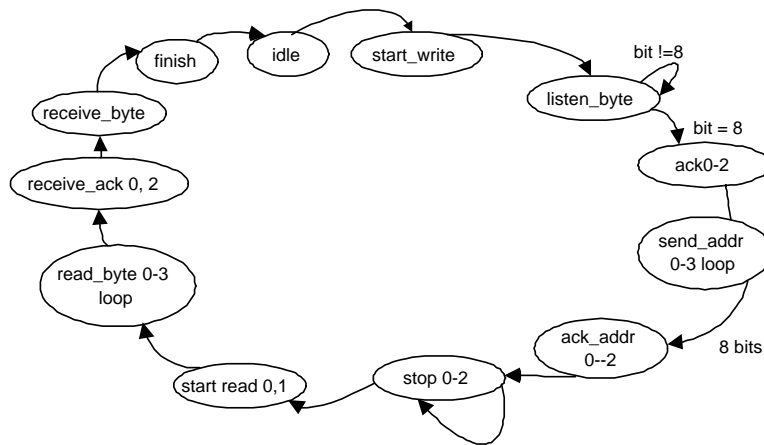 finish
idle
start_write
bit !=8
listen_byte
bit = 8
ack0-2
send_addr
0-3 loop
8 bits
ack_addr
0--2
stop 0-2
start read 0,1
read_byte 0-3
loop
receive_ack 0, 2
receive_byte